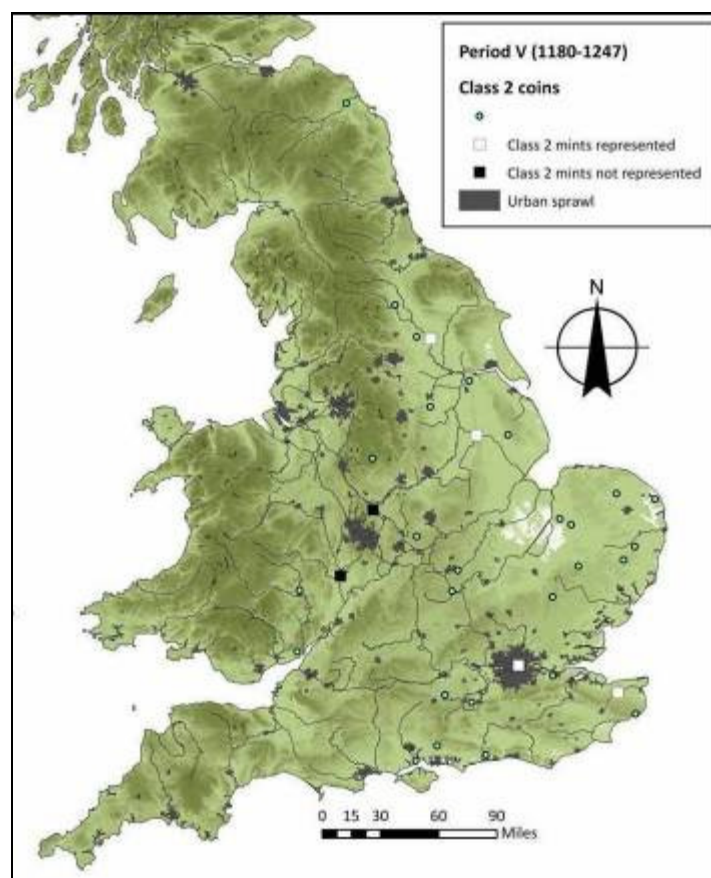 Period V (1180-1247)
Class 2 coins
Class 2 mints represented
Class 2 mints not represented
Urban sprawl
N
0 15 30 60 90
Miles